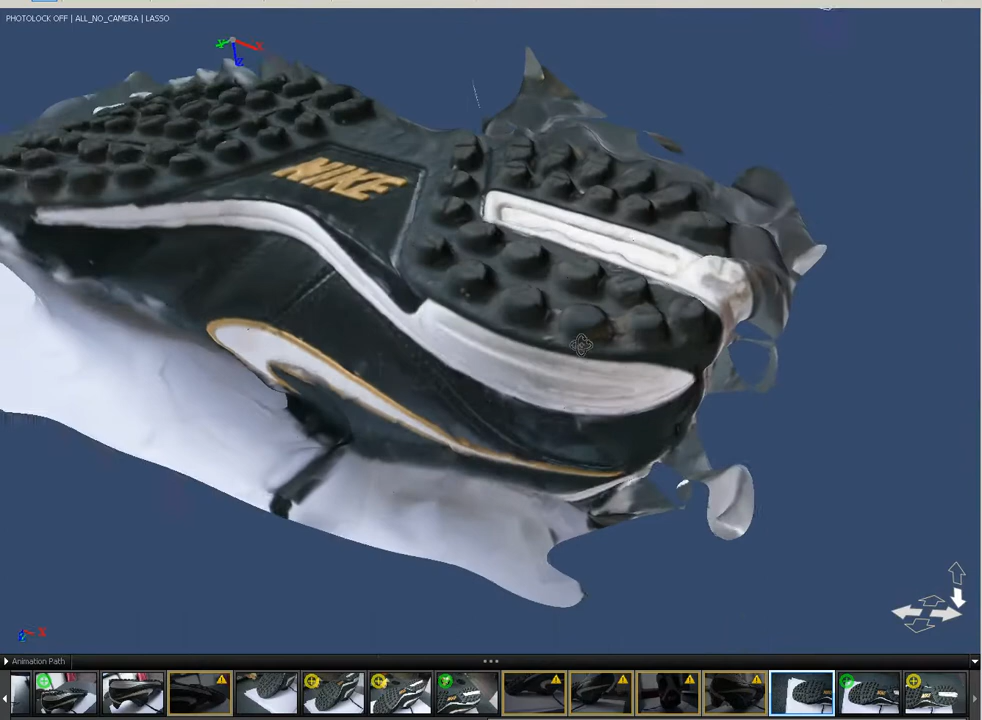 PHOTOLOCK OFF | ALL_NO_CAMERA | LASSO
Y
X
Z
NIKE
X
Animation Path